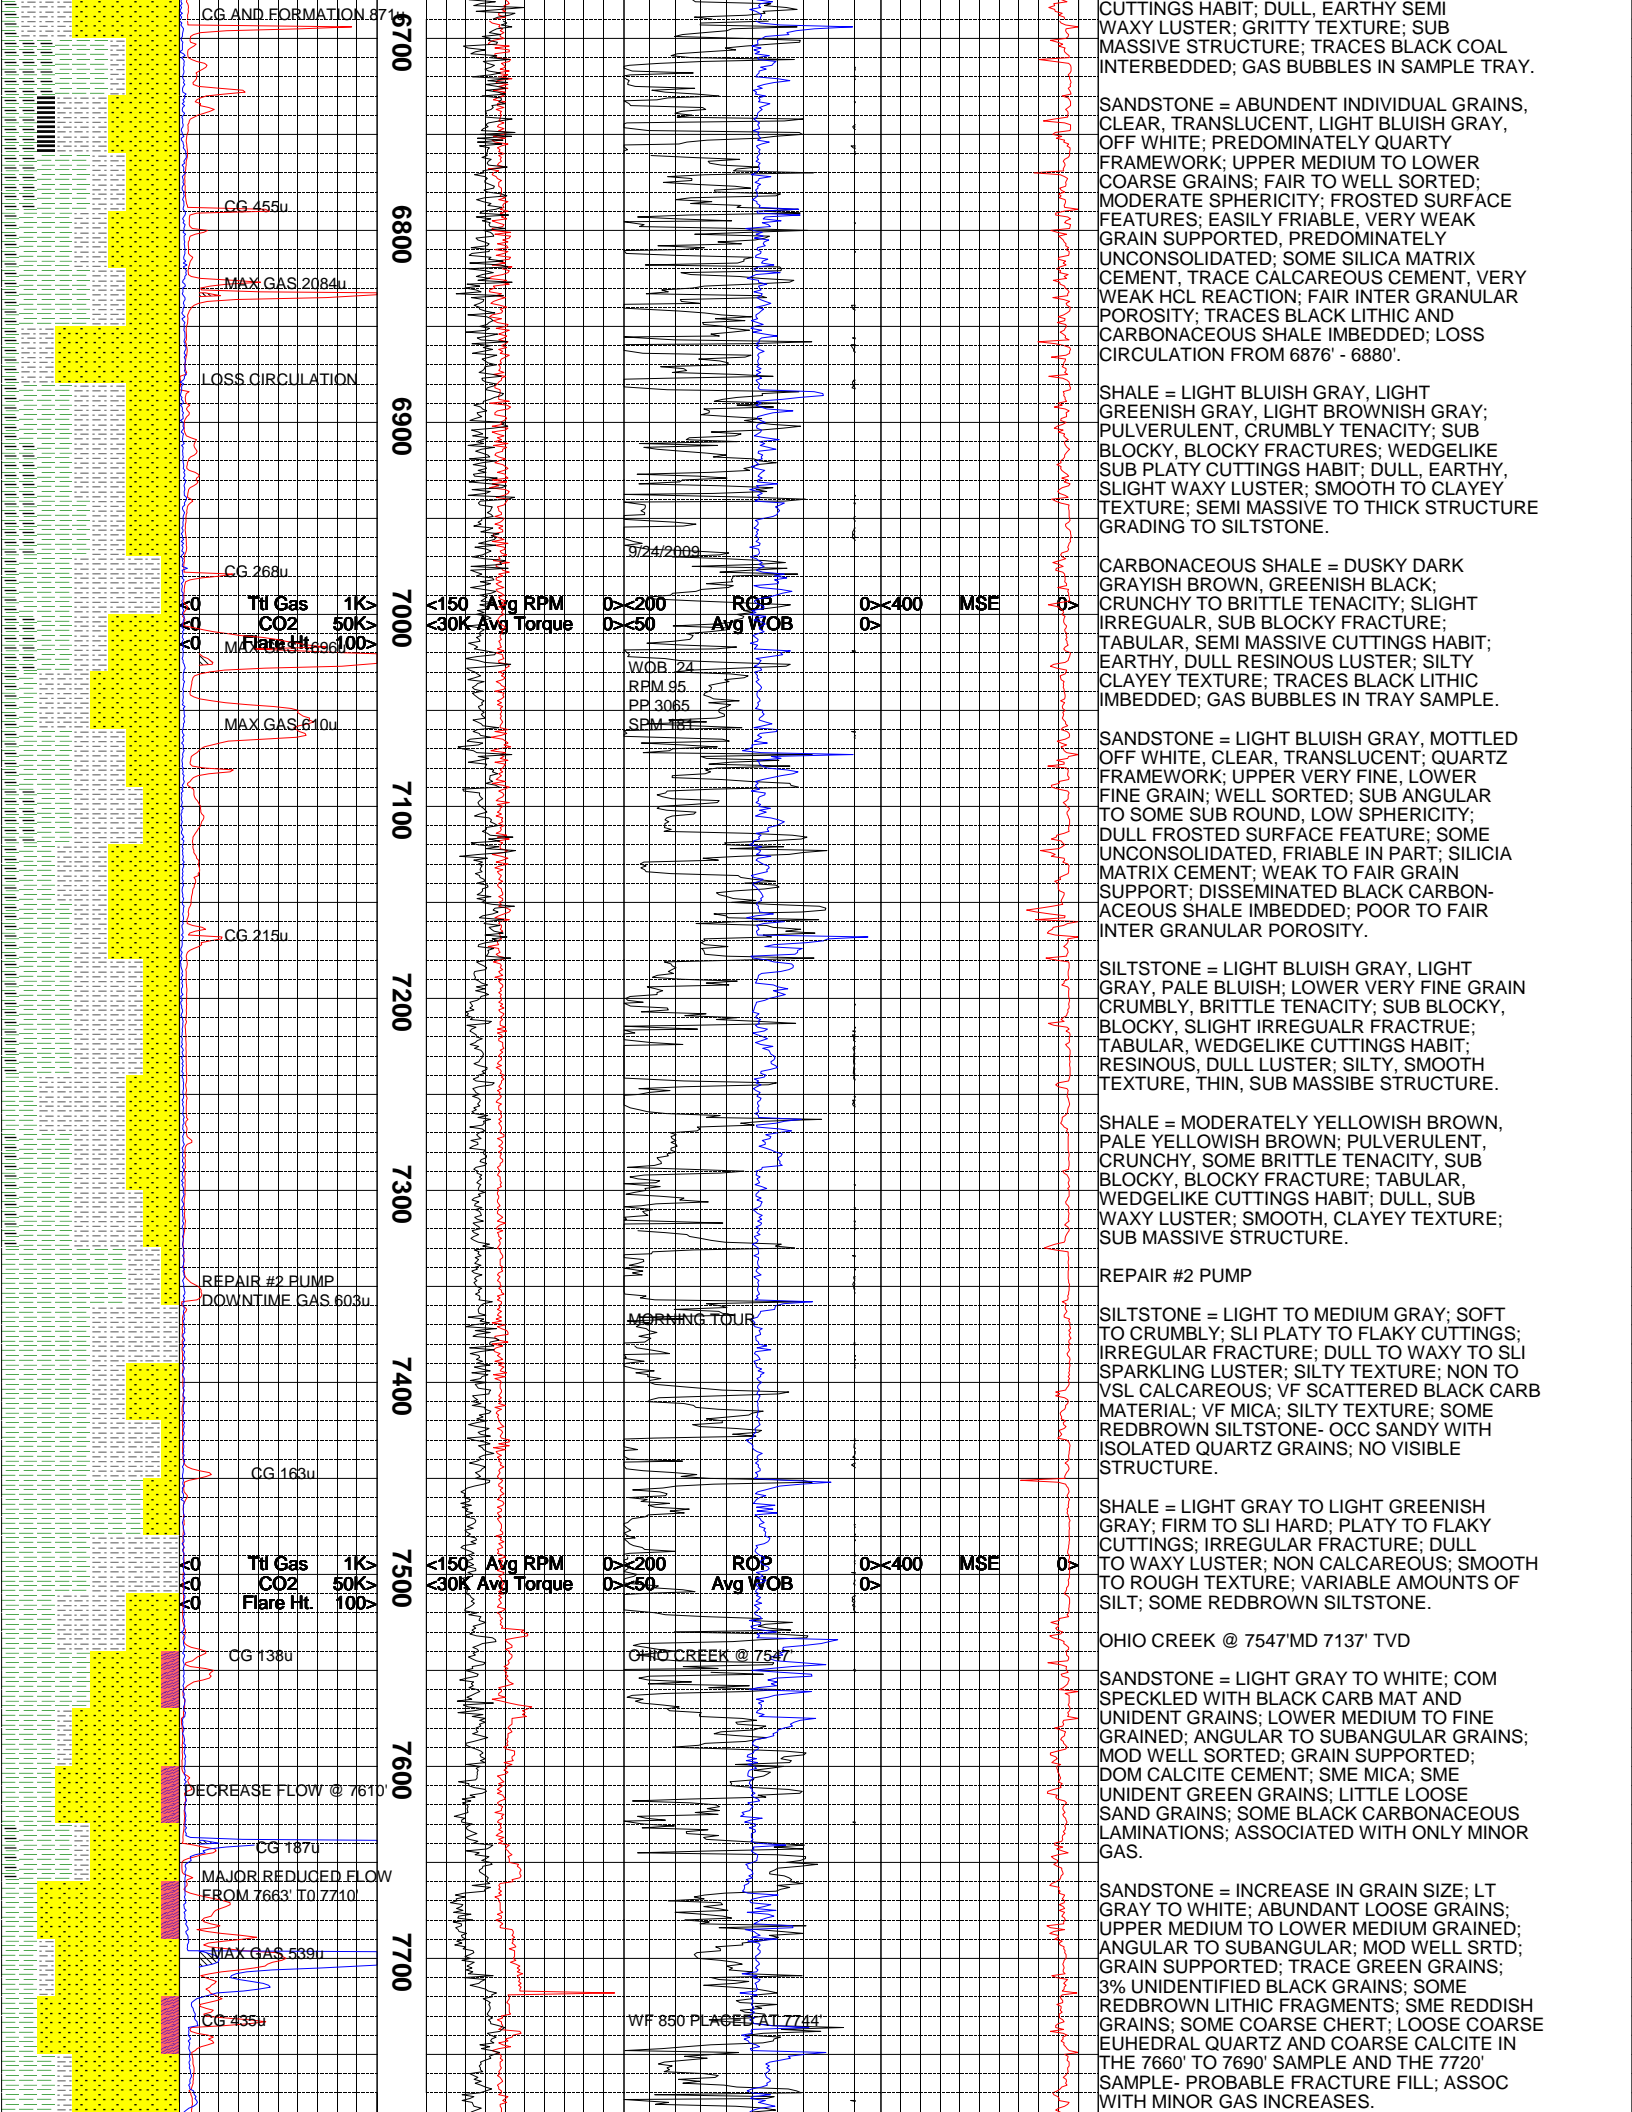 CG AND FORMATION 871u
6700
CG 455u
6800
MAX GAS 2084u
LOSS CIRCULATION
6900
9/24/2009
CG 268u
<0 Ttl Gas 1K> <150 Avg RPM 0><200 ROP 0><400 MSE 0>
<0 CO2 50K> <30K Avg Torque 0><50 Avg WOB 0>
<0 Flare Ht. 100>
7000
WOB 24
RPM 95
PP 3065
SPM 181
MAX GAS 610u
7100
CG 215u
7200
7300
REPAIR #2 PUMP
DOWNTIME GAS 603u
MORNING TOUR
7400
CG 163u
<0 Ttl Gas 1K> <150 Avg RPM 0><200 ROP 0><400 MSE 0>
<0 CO2 50K> <30K Avg Torque 0><50 Avg WOB 0>
<0 Flare Ht. 100>
7500
CG 138u
OHIO CREEK @ 7547'
7600
DECREASE FLOW @ 7610'
CG 187u
MAJOR REDUCED FLOW
FROM 7663' TO 7710'
MAX GAS 539u
7700
CG 435u
WF 850 PLACED AT 7744'
CUTTINGS HABIT; DULL, EARTHY SEMI
WAXY LUSTER; GRITTY TEXTURE; SUB
MASSIVE STRUCTURE; TRACES BLACK COAL
INTERBEDDED; GAS BUBBLES IN SAMPLE TRAY.
SANDSTONE = ABUNDENT INDIVIDUAL GRAINS,
CLEAR, TRANSLUCENT, LIGHT BLUISH GRAY,
OFF WHITE; PREDOMINATELY QUARTY
FRAMEWORK; UPPER MEDIUM TO LOWER
COARSE GRAINS; FAIR TO WELL SORTED;
MODERATE SPHERICITY; FROSTED SURFACE
FEATURES; EASILY FRIABLE, VERY WEAK
GRAIN SUPPORTED, PREDOMINATELY
UNCONSOLIDATED; SOME SILICA MATRIX
CEMENT, TRACE CALCAREOUS CEMENT, VERY
WEAK HCL REACTION; FAIR INTER GRANULAR
POROSITY; TRACES BLACK LITHIC AND
CARBONACEOUS SHALE IMBEDDED; LOSS
CIRCULATION FROM 6876' - 6880'.
SHALE = LIGHT BLUISH GRAY, LIGHT
GREENISH GRAY, LIGHT BROWNISH GRAY;
PULVERULENT, CRUMBLY TENACITY; SUB
BLOCKY, BLOCKY FRACTURES; WEDGELIKE
SUB PLATY CUTTINGS HABIT; DULL, EARTHY,
SLIGHT WAXY LUSTER; SMOOTH TO CLAYEY
TEXTURE; SEMI MASSIVE TO THICK STRUCTURE
GRADING TO SILTSTONE.
CARBONACEOUS SHALE = DUSKY DARK
GRAYISH BROWN, GREENISH BLACK;
CRUNCHY TO BRITTLE TENACITY; SLIGHT
IRREGUALR, SUB BLOCKY FRACTURE;
TABULAR, SEMI MASSIVE CUTTINGS HABIT;
EARTHY, DULL RESINOUS LUSTER; SILTY
CLAYEY TEXTURE; TRACES BLACK LITHIC
IMBEDDED; GAS BUBBLES IN TRAY SAMPLE.
SANDSTONE = LIGHT BLUISH GRAY, MOTTLED
OFF WHITE, CLEAR, TRANSLUCENT; QUARTZ
FRAMEWORK; UPPER VERY FINE, LOWER
FINE GRAIN; WELL SORTED; SUB ANGULAR
TO SOME SUB ROUND, LOW SPHERICITY;
DULL FROSTED SURFACE FEATURE; SOME
UNCONSOLIDATED, FRIABLE IN PART; SILICIA
MATRIX CEMENT; WEAK TO FAIR GRAIN
SUPPORT; DISSEMINATED BLACK CARBON-
ACEOUS SHALE IMBEDDED; POOR TO FAIR
INTER GRANULAR POROSITY.
SILTSTONE = LIGHT BLUISH GRAY, LIGHT
GRAY, PALE BLUISH; LOWER VERY FINE GRAIN
CRUMBLY, BRITTLE TENACITY; SUB BLOCKY,
BLOCKY, SLIGHT IRREGUALR FRACTRUE;
TABULAR, WEDGELIKE CUTTINGS HABIT;
RESINOUS, DULL LUSTER; SILTY, SMOOTH
TEXTURE, THIN, SUB MASSIBE STRUCTURE.
SHALE = MODERATELY YELLOWISH BROWN,
PALE YELLOWISH BROWN; PULVERULENT,
CRUNCHY, SOME BRITTLE TENACITY, SUB
BLOCKY, BLOCKY FRACTURE; TABULAR,
WEDGELIKE CUTTINGS HABIT; DULL, SUB
WAXY LUSTER; SMOOTH, CLAYEY TEXTURE;
SUB MASSIVE STRUCTURE.
REPAIR #2 PUMP
SILTSTONE = LIGHT TO MEDIUM GRAY; SOFT
TO CRUMBLY; SLI PLATY TO FLAKY CUTTINGS;
IRREGULAR FRACTURE; DULL TO WAXY TO SLI
SPARKLING LUSTER; SILTY TEXTURE; NON TO
VSL CALCAREOUS; VF SCATTERED BLACK CARB
MATERIAL; VF MICA; SILTY TEXTURE; SOME
REDBROWN SILTSTONE- OCC SANDY WITH
ISOLATED QUARTZ GRAINS; NO VISIBLE
STRUCTURE.
SHALE = LIGHT GRAY TO LIGHT GREENISH
GRAY; FIRM TO SLI HARD; PLATY TO FLAKY
CUTTINGS; IRREGULAR FRACTURE; DULL
TO WAXY LUSTER; NON CALCAREOUS; SMOOTH
TO ROUGH TEXTURE; VARIABLE AMOUNTS OF
SILT; SOME REDBROWN SILTSTONE.
OHIO CREEK @ 7547'MD 7137' TVD
SANDSTONE = LIGHT GRAY TO WHITE; COM
SPECKLED WITH BLACK CARB MAT AND
UNIDENT GRAINS; LOWER MEDIUM TO FINE
GRAINED; ANGULAR TO SUBANGULAR GRAINS;
MOD WELL SORTED; GRAIN SUPPORTED;
DOM CALCITE CEMENT; SME MICA; SME
UNIDENT GREEN GRAINS; LITTLE LOOSE
SAND GRAINS; SOME BLACK CARBONACEOUS
LAMINATIONS; ASSOCIATED WITH ONLY MINOR
GAS.
SANDSTONE = INCREASE IN GRAIN SIZE; LT
GRAY TO WHITE; ABUNDANT LOOSE GRAINS;
UPPER MEDIUM TO LOWER MEDIUM GRAINED;
ANGULAR TO SUBANGULAR; MOD WELL SRTD;
GRAIN SUPPORTED; TRACE GREEN GRAINS;
3% UNIDENTIFIED BLACK GRAINS; SOME
REDBROWN LITHIC FRAGMENTS; SME REDDISH
GRAINS; SOME COARSE CHERT; LOOSE COARSE
EUHEDRAL QUARTZ AND COARSE CALCITE IN
THE 7660' TO 7690' SAMPLE AND THE 7720'
SAMPLE- PROBABLE FRACTURE FILL; ASSOC
WITH MINOR GAS INCREASES.